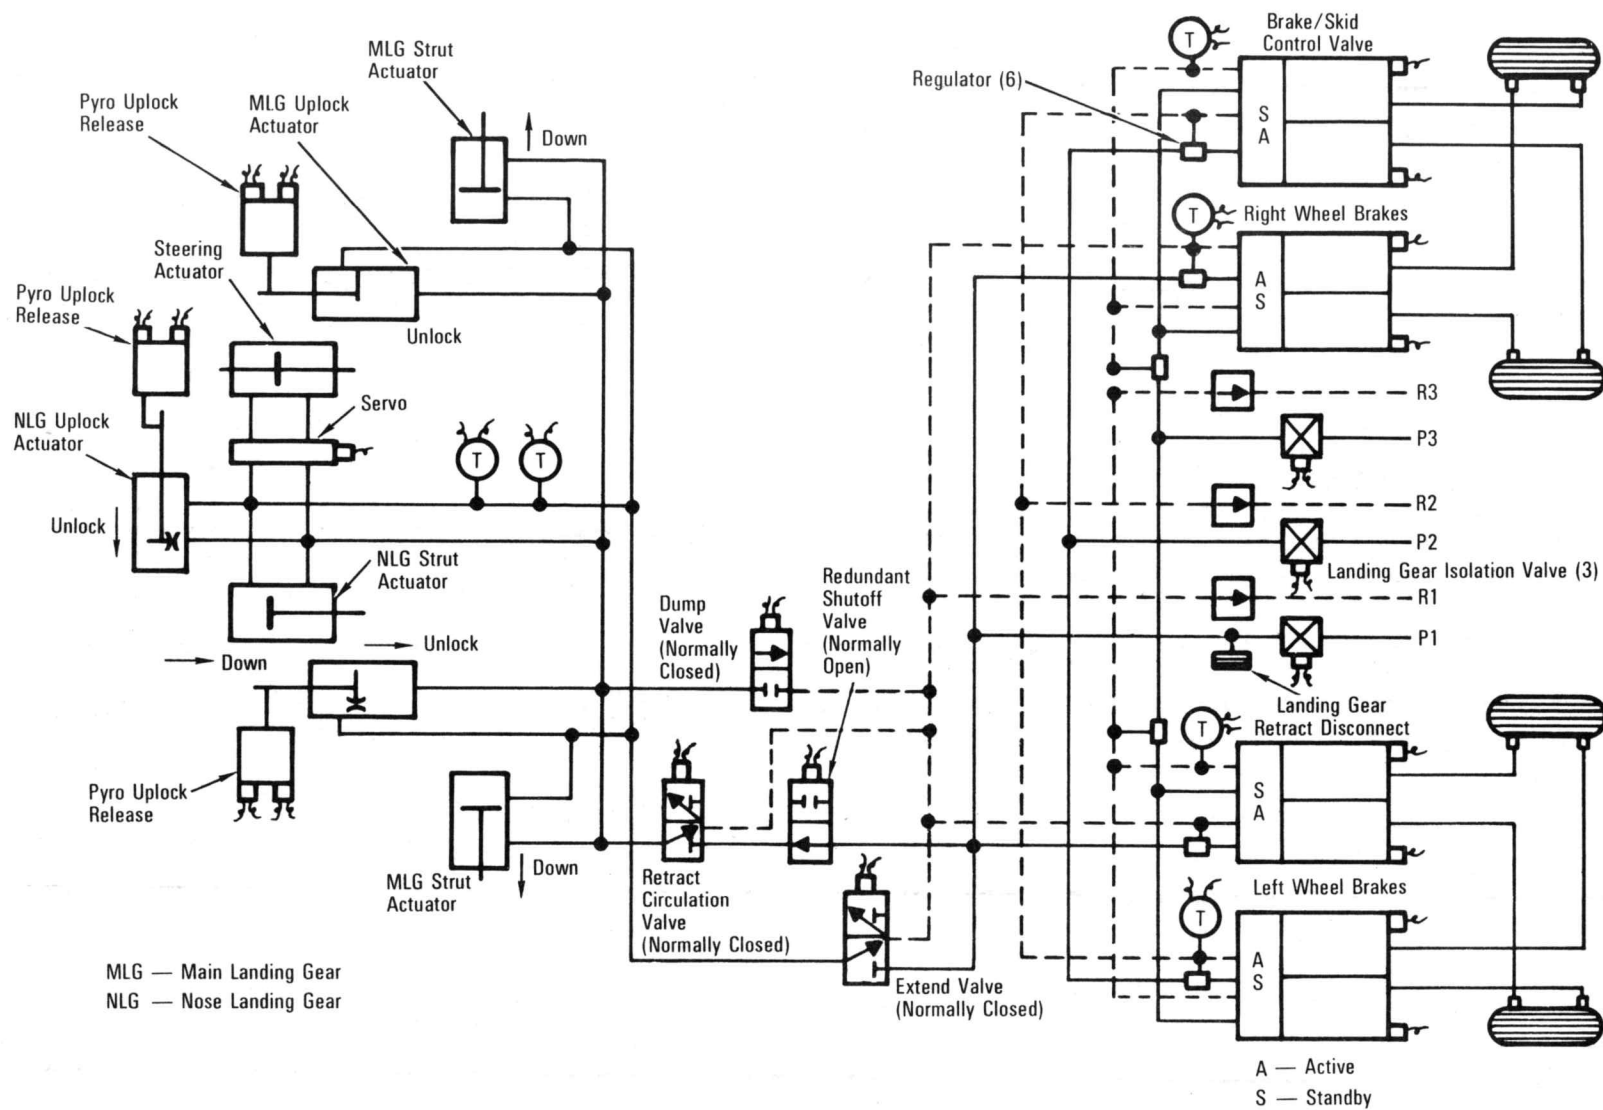 MLG Strut
Actuator
Down
Pyro Uplock
Release
MLG Uplock
Actuator
Steering
Actuator
Unlock
Pyro Uplock
Release
Servo
NLG Uplock
Actuator
T
T
Unlock
NLG Strut
Actuator
Unlock
Down
Pyro Uplock
Release
MLG Strut
Actuator
Down
Dump
Valve
(Normally
Closed)
Redundant
Shutoff
Valve
(Normally
Open)
Retract
Circulation
Valve
(Normally Closed)
Extend Valve
(Normally Closed)
MLG — Main Landing Gear
NLG — Nose Landing Gear
T
Brake/Skid
Control Valve
Regulator (6)
S
A
T
Right Wheel Brakes
A
S
R3
P3
R2
P2
Landing Gear Isolation Valve (3)
R1
P1
Landing Gear
Retract Disconnect
T
S
A
Left Wheel Brakes
T
A
S
A — Active
S — Standby